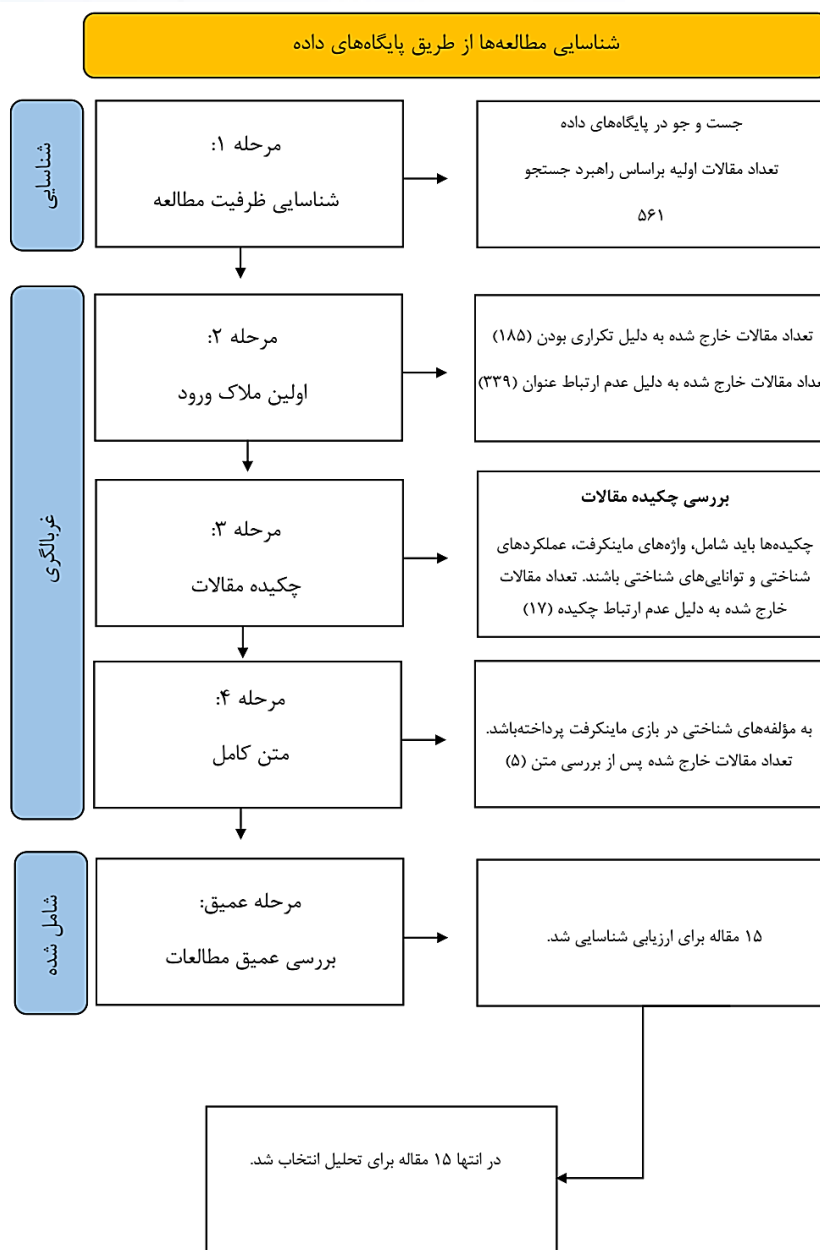 شناسایی مطالعه‌ها از طریق پایگاه‌های داده
شناسایی
مرحله ۱:
شناسایی ظرفیت مطالعه
جست و جو در پایگاه‌های داده
تعداد مقالات اولیه براساس راهبرد جستجو
۵۶۱
غربالگری
مرحله ۲:
اولین ملاک ورود
تعداد مقالات خارج شده به دلیل تکراری بودن (۱۸۵)
عداد مقالات خارج شده به دلیل عدم ارتباط عنوان (۳۳۹)
مرحله ۳:
چکیده مقالات
بررسی چکیده مقالات
چکیده‌ها باید شامل، واژه‌های ماینکرفت، عملکردهای
شناختی و توانایی‌های شناختی باشند. تعداد مقالات
خارج شده به دلیل عدم ارتباط چکیده (۱۷)
مرحله ۴:
متن کامل
به مؤلفه‌های شناختی در بازی ماینکرفت پرداخته‌باشد.
تعداد مقالات خارج شده پس از بررسی متن (۵)
شامل شده
مرحله عمیق:
بررسی عمیق مطالعات
۱۵ مقاله برای ارزیابی شناسایی شد.
در انتها ۱۵ مقاله برای تحلیل انتخاب شد.